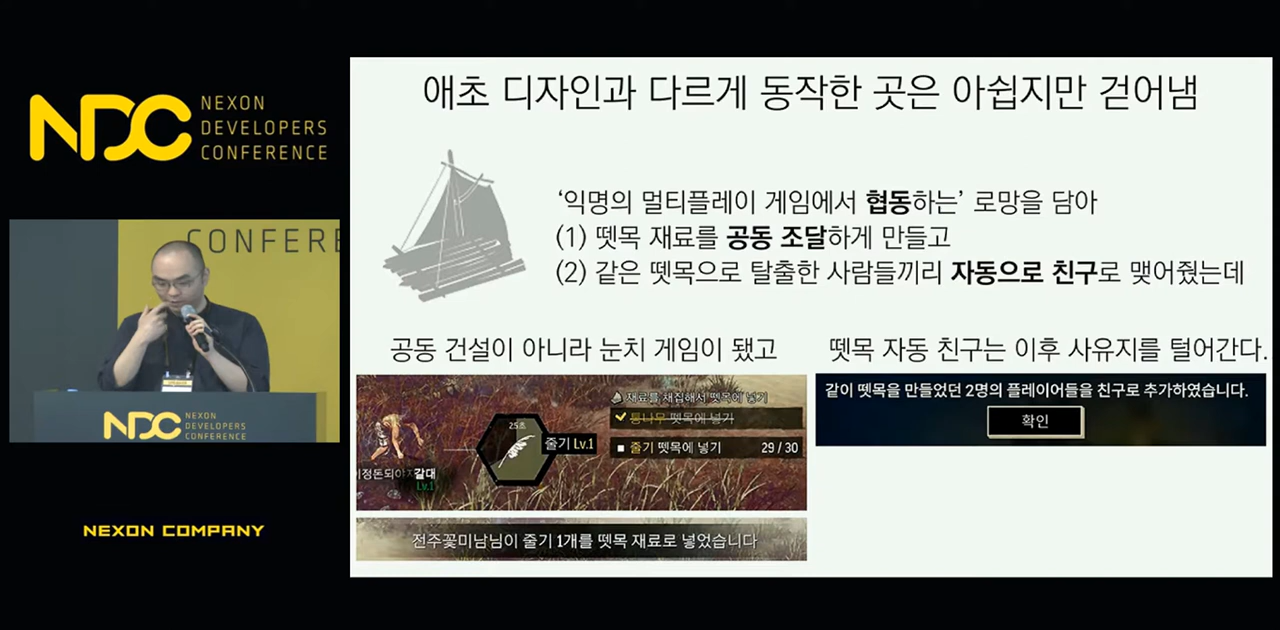 NDC NEXON DEVELOPERS CONFERENCE
애초 디자인과 다르게 동작한 곳은 아쉽지만 걷어냄
‘익명의 멀티플레이 게임에서 협동하는’ 로망을 담아
(1) 뗏목 재료를 공동 조달하게 만들고
(2) 같은 뗏목으로 탈출한 사람들끼리 자동으로 친구로 맺어줬는데
CONFERE
NDC NEXON DEVELOPERS CONFERENCE
NEXON COMPANY
공동 건설이 아니라 눈치 게임이 됐고
재료를 채집해서 뗏목에 넣기
통나무 뗏목에 넣기
25초
줄기 Lv.1
줄기 뗏목에 넣기 29 / 30
갈대
Lv.1
전주꽃미남님이 줄기 1개를 뗏목 재료로 넣었습니다
뗏목 자동 친구는 이후 사유지를 털어간다.
같이 뗏목을 만들었던 2명의 플레이어들을 친구로 추가하였습니다.
확인